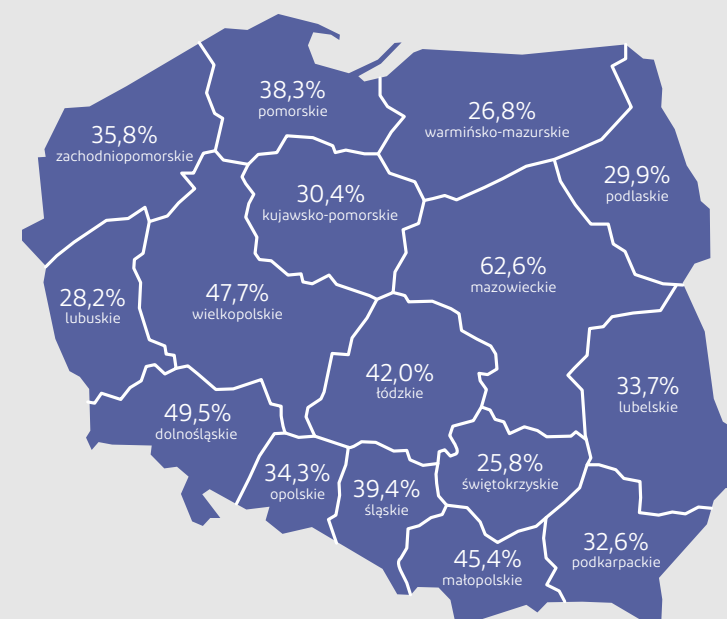 38,3%
pomorskie
26,8%
warmińsko-mazurskie
35,8%
zachodniopomorskie
29,9%
podlaskie
30,4%
kujawsko-pomorskie
62,6%
mazowieckie
28,2%
lubuskie
47,7%
wielkopolskie
42,0%
łódzkie
33,7%
lubelskie
49,5%
dolnośląskie
34,3%
opolskie
39,4%
śląskie
25,8%
świętokrzyskie
45,4%
małopolskie
32,6%
podkarpackie